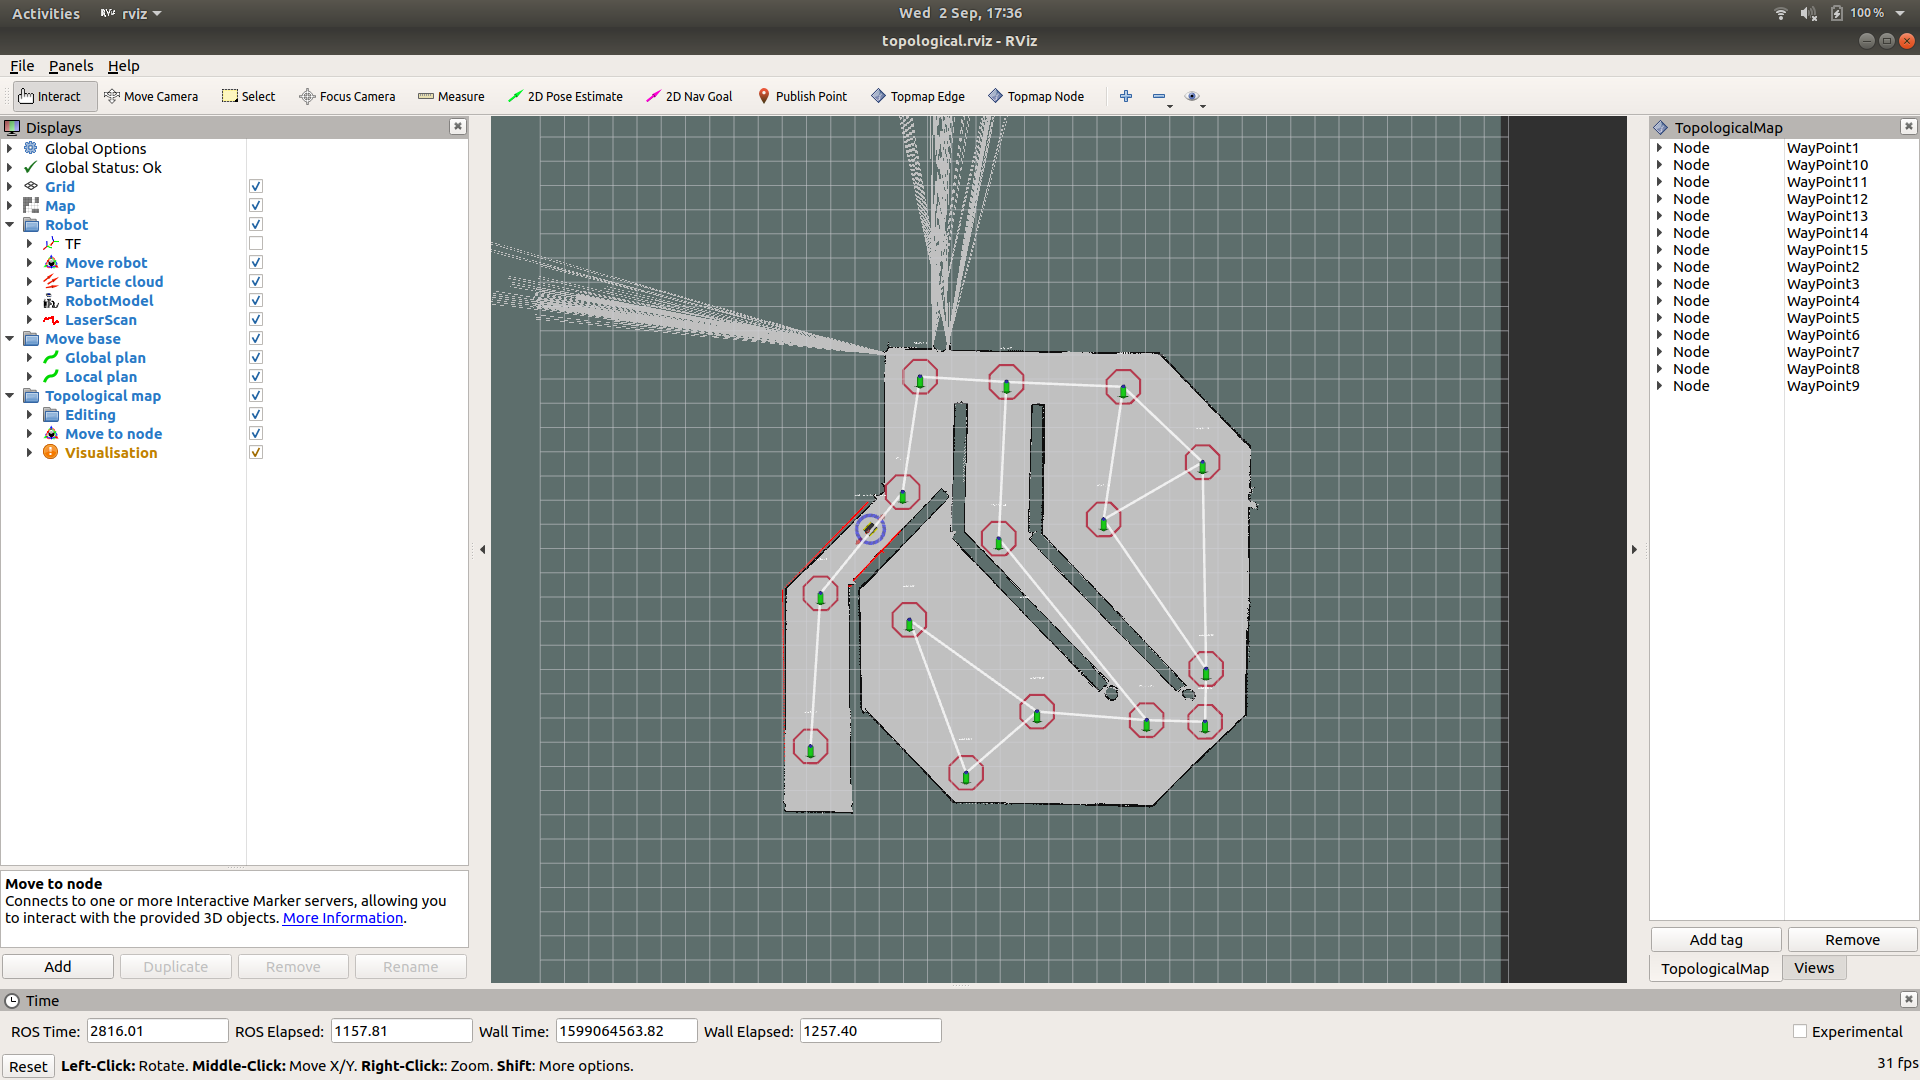 Activities RViz rviz Wed 2 Sep, 17:36 100 %
topological.rviz - RViz
File Panels Help
Interact Move Camera Select Focus Camera Measure 2D Pose Estimate 2D Nav Goal Publish Point Topmap Edge Topmap Node
Displays
Global Options
Global Status: Ok
Grid
Map
Robot
TF
Move robot
Particle cloud
RobotModel
LaserScan
Move base
Global plan
Local plan
Topological map
Editing
Move to node
Visualisation
Move to node
Connects to one or more Interactive Marker servers, allowing you
to interact with the provided 3D objects. More Information.
Add Duplicate Remove Rename
TopologicalMap
Node WayPoint1
Node WayPoint10
Node WayPoint11
Node WayPoint12
Node WayPoint13
Node WayPoint14
Node WayPoint15
Node WayPoint2
Node WayPoint3
Node WayPoint4
Node WayPoint5
Node WayPoint6
Node WayPoint7
Node WayPoint8
Node WayPoint9
Add tag Remove
TopologicalMap Views
Time
ROS Time: 2816.01 ROS Elapsed: 1157.81 Wall Time: 1599064563.82 Wall Elapsed: 1257.40 Experimental
Reset Left-Click: Rotate. Middle-Click: Move X/Y. Right-Click:: Zoom. Shift: More options. 31 fps